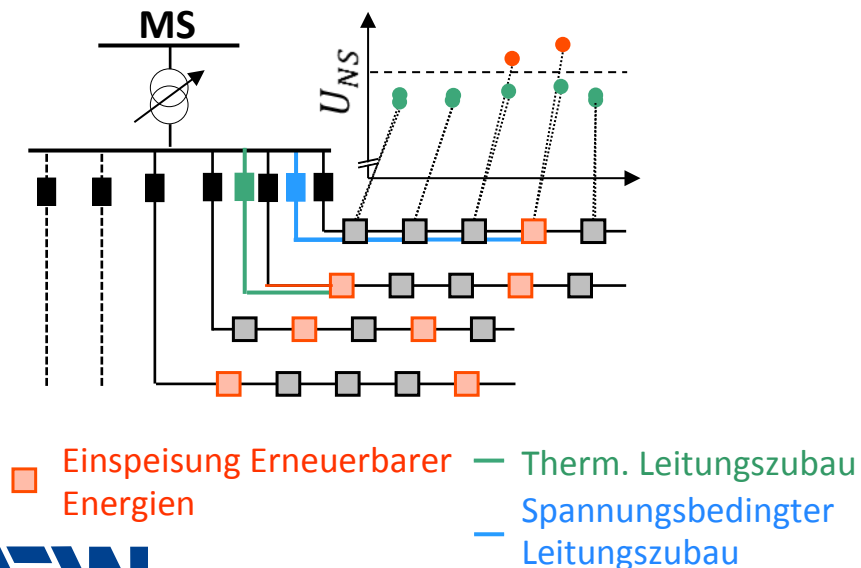 MS
U_NS
Einspeisung Erneuerbarer
Energien
Therm. Leitungszubau
Spannungsbedingter
Leitungszubau